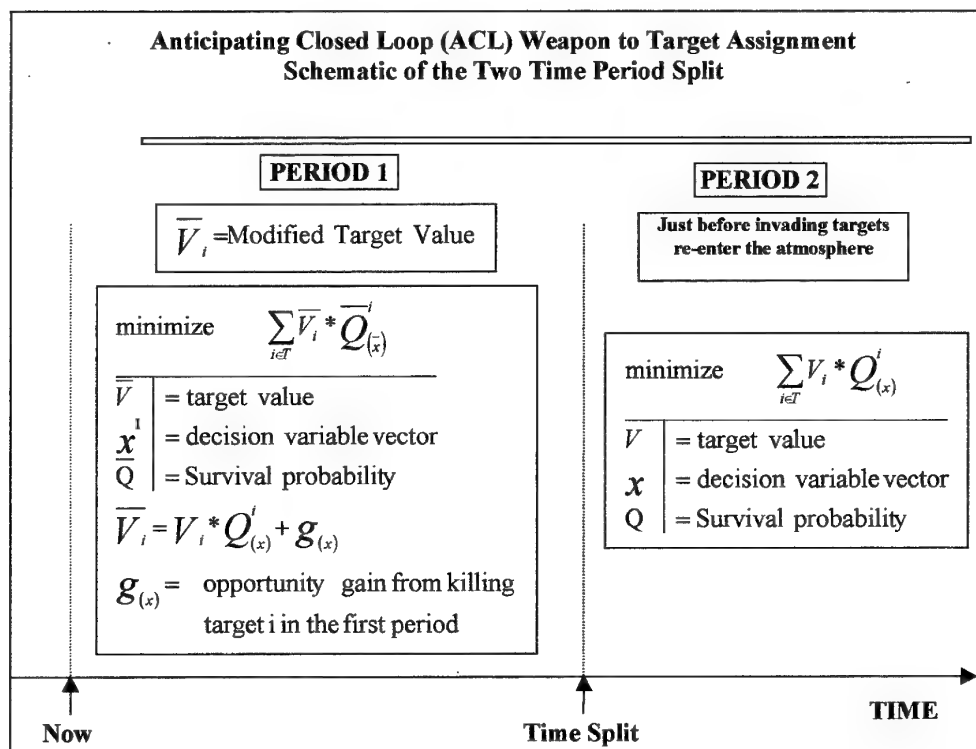 Anticipating Closed Loop (ACL) Weapon to Target Assignment
Schematic of the Two Time Period Split
PERIOD 1
V̅ᵢ =Modified Target Value
minimize ∑i∈T V̅ᵢ * Q̅ⁱ(x̅)
V̿ = target value
x¹ = decision variable vector
Q̅ = Survival probability
V̅ᵢ = Vᵢ * Qⁱ(x) + g(x)
g(x) = opportunity gain from killing
target i in the first period
PERIOD 2
Just before invading targets
re-enter the atmosphere
minimize ∑i∈T Vᵢ * Qⁱ(x)
V = target value
x = decision variable vector
Q = Survival probability
TIME
Now
Time Split